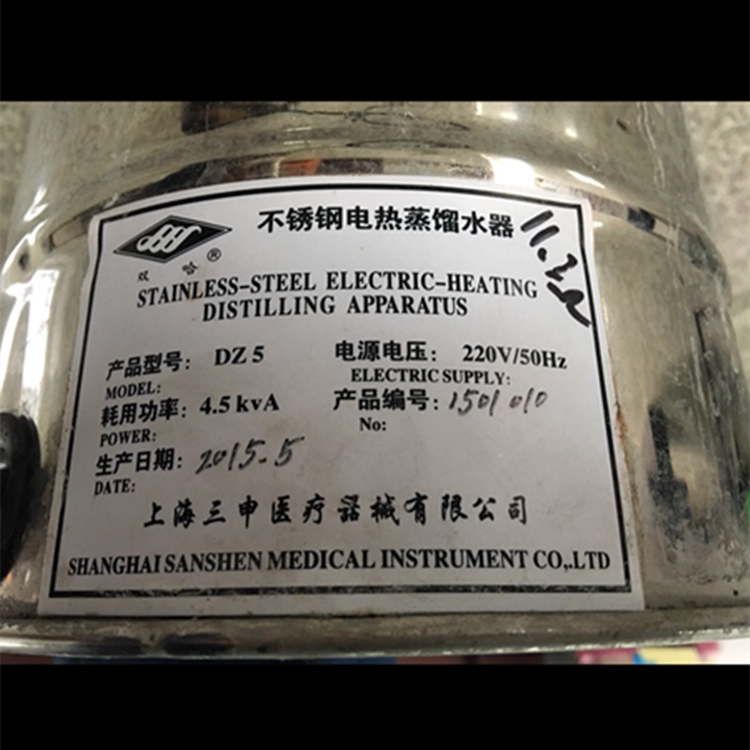 不锈钢电热蒸馏水器
双哈®
STAINLESS-STEEL ELECTRIC-HEATING
DISTILLING APPARATUS
产品型号: DZ 5 电源电压: 220V/50Hz
MODEL: ELECTRIC SUPPLY:
耗用功率: 4.5 kvA 产品编号: 1501010
POWER: No:
生产日期: 2015.5
DATE:
上海三申医疗器械有限公司
SHANGHAI SANSHEN MEDICAL INSTRUMENT CO,.LTD